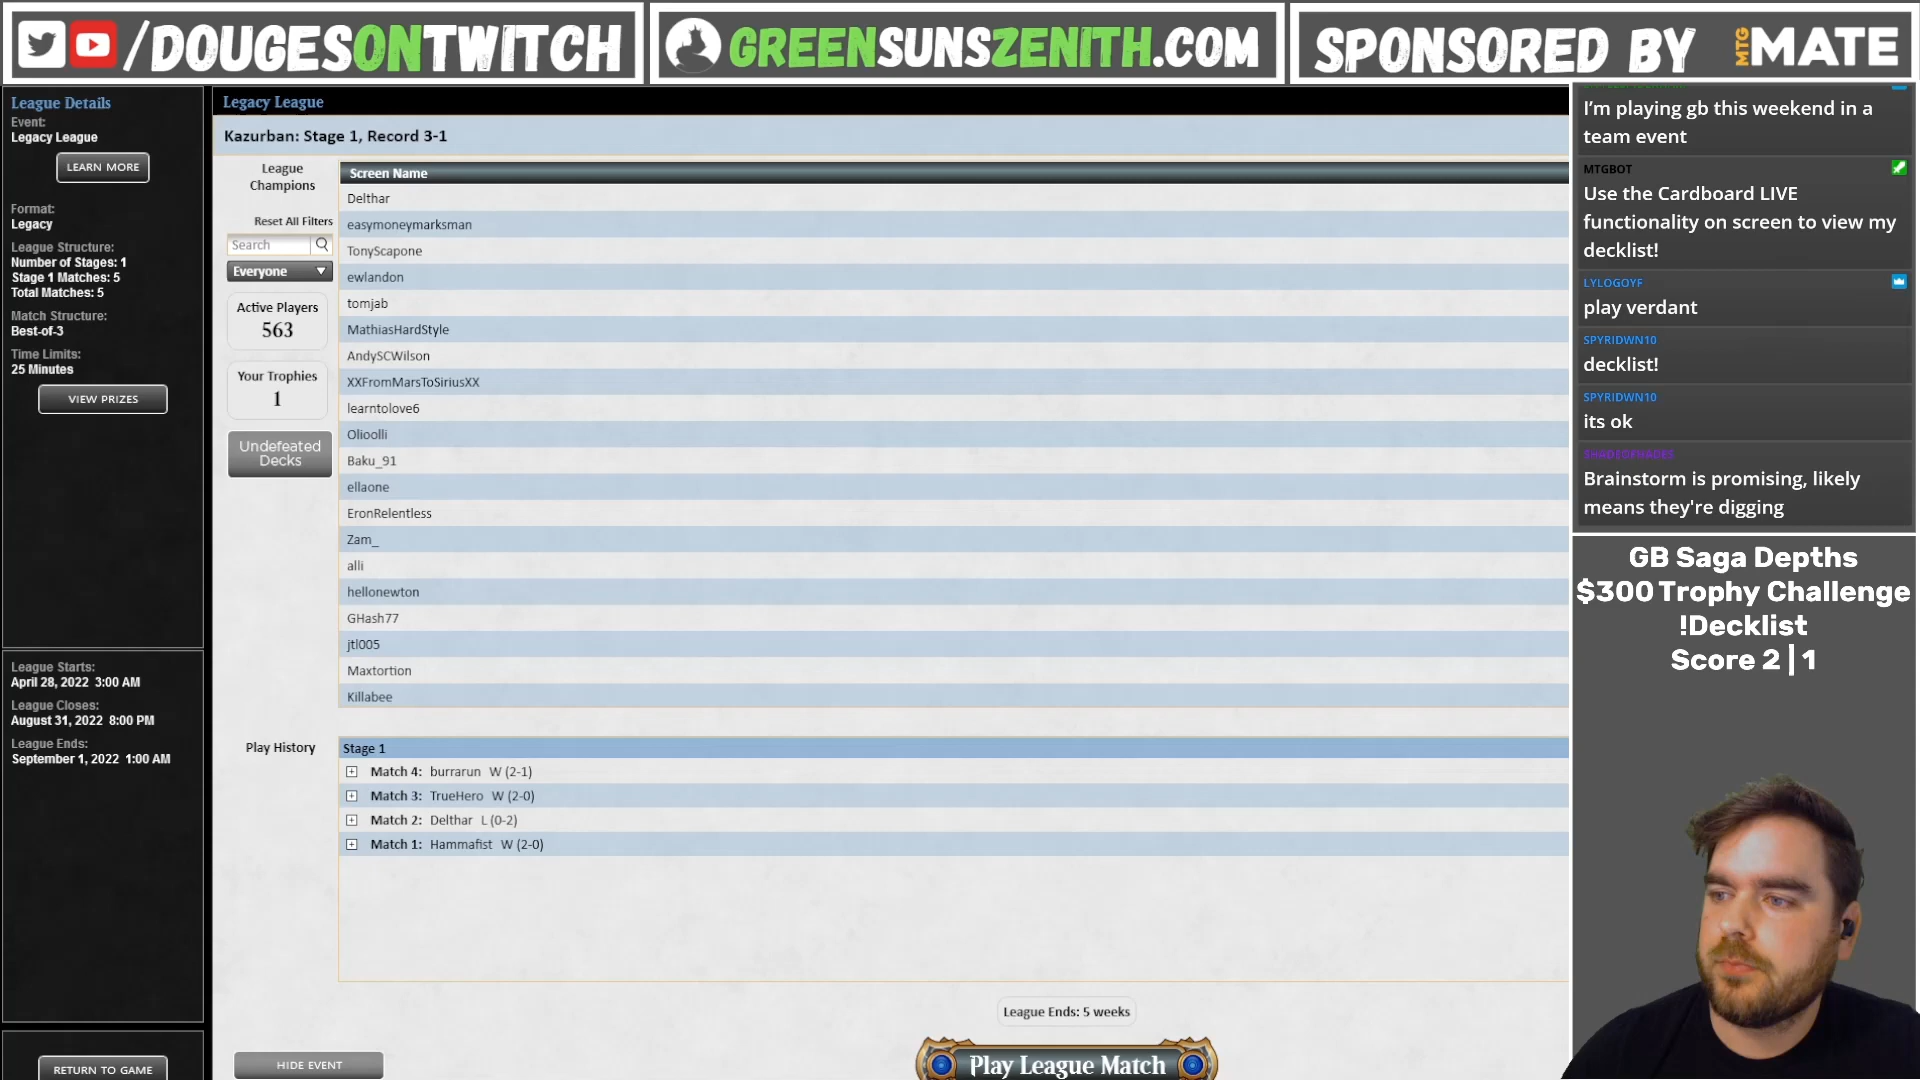 /DOUGESONTWITCH
GREENSUNSZENITH.COM
SPONSORED BY MTG MATE
League Details
Event:
Legacy League
LEARN MORE
Format:
Legacy
League Structure:
Number of Stages: 1
Stage 1 Matches: 5
Total Matches: 5
Match Structure:
Best-of-3
Time Limits:
25 Minutes
VIEW PRIZES
League Starts:
April 28, 2022 3:00 AM
League Closes:
August 31, 2022 8:00 PM
League Ends:
September 1, 2022 1:00 AM
RETURN TO GAME
Legacy League
Kazurban: Stage 1, Record 3-1
League
Champions
Reset All Filters
Search
Everyone
Active Players
563
Your Trophies
1
Undefeated
Decks
Screen Name
Delthar
easymoneymarksman
TonyScapone
ewlandon
tomjab
MathiasHardStyle
AndySCWilson
XXFromMarsToSiriusXX
learntolove6
Olioolli
Baku_91
ellaone
EronRelentless
Zam_
alli
hellonewton
GHash77
jtl005
Maxtortion
Killabee
Play History
Stage 1
Match 4: burrarun W (2-1)
Match 3: TrueHero W (2-0)
Match 2: Delthar L (0-2)
Match 1: Hammafist W (2-0)
League Ends: 5 weeks
HIDE EVENT
Play League Match
I'm playing gb this weekend in a
team event
MTGBOT
Use the Cardboard LIVE
functionality on screen to view my
decklist!
LYLOGOYF
play verdant
SPYRIDWN10
decklist!
SPYRIDWN10
its ok
SHADEOFHADES
Brainstorm is promising, likely
means they're digging
GB Saga Depths
$300 Trophy Challenge
!Decklist
Score 2 | 1